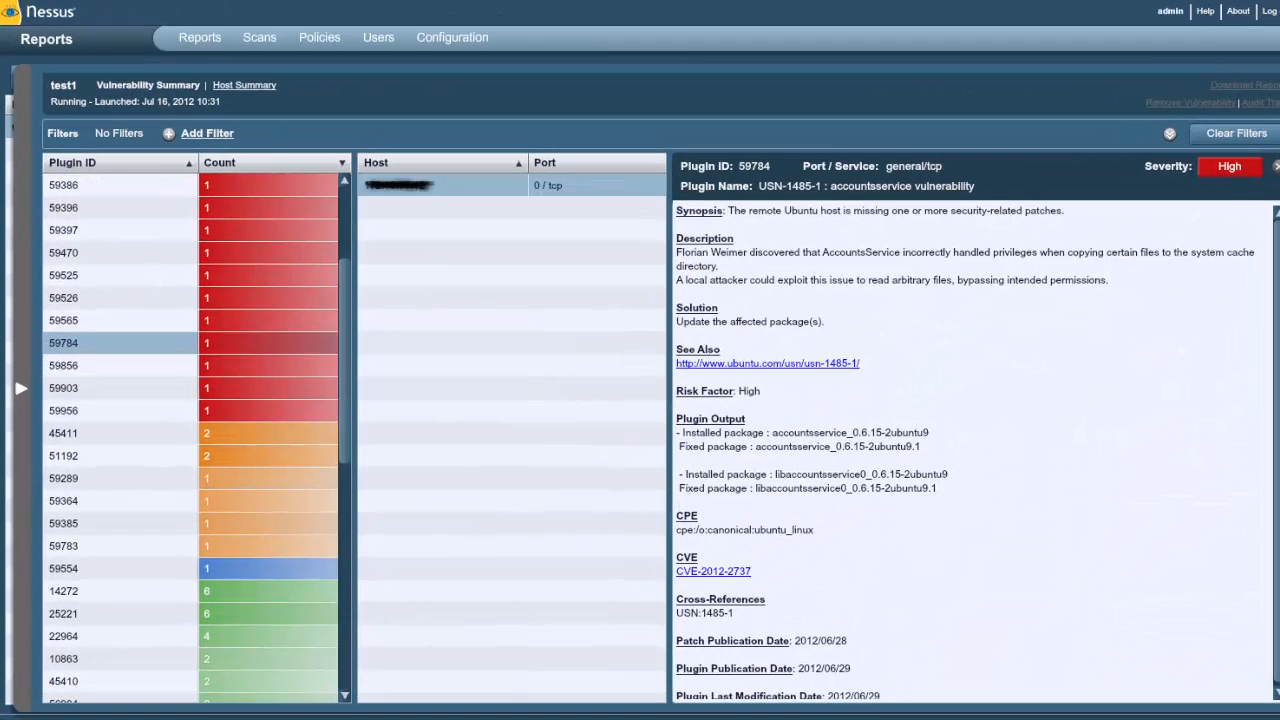 Nessus
admin | Help | About | Log
Reports
Reports Scans Policies Users Configuration
test1 Vulnerability Summary | Host Summary
Running - Launched: Jul 16, 2012 10:31
Download Repo
Remove Vulnerability | Audit Tra
Filters No Filters Add Filter Clear Filters
Plugin ID Count Host Port
59386 1 0 / tcp
59396 1
59397 1
59470 1
59525 1
59526 1
59565 1
59784 1
59856 1
59903 1
59956 1
45411 2
51192 2
59289 1
59364 1
59385 1
59783 1
59554 1
14272 6
25221 6
22964 4
10863 2
45410 2
Plugin ID: 59784 Port / Service: general/tcp Severity: High
Plugin Name: USN-1485-1 : accountsservice vulnerability
Synopsis: The remote Ubuntu host is missing one or more security-related patches.
Description
Florian Weimer discovered that AccountsService incorrectly handled privileges when copying certain files to the system cache
directory.
A local attacker could exploit this issue to read arbitrary files, bypassing intended permissions.
Solution
Update the affected package(s).
See Also
http://www.ubuntu.com/usn/usn-1485-1/
Risk Factor: High
Plugin Output
- Installed package : accountsservice_0.6.15-2ubuntu9
Fixed package : accountsservice_0.6.15-2ubuntu9.1
- Installed package : libaccountsservice0_0.6.15-2ubuntu9
Fixed package : libaccountsservice0_0.6.15-2ubuntu9.1
CPE
cpe:/o:canonical:ubuntu_linux
CVE
CVE-2012-2737
Cross-References
USN:1485-1
Patch Publication Date: 2012/06/28
Plugin Publication Date: 2012/06/29
Plugin Last Modification Date: 2012/06/29